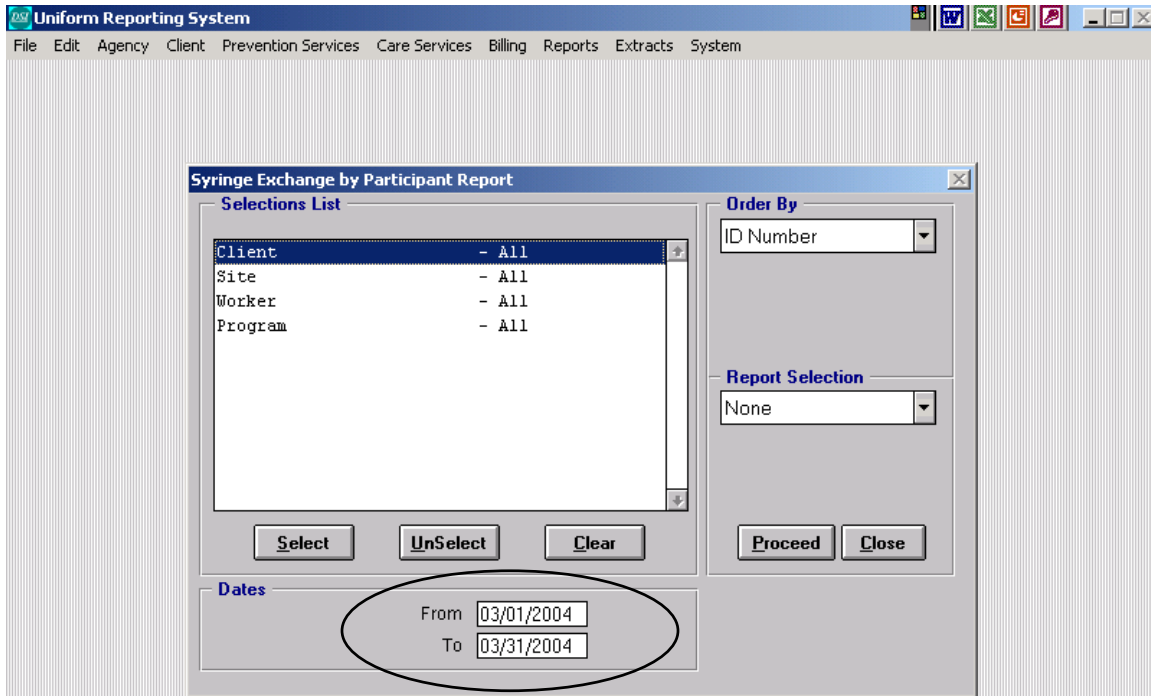 DSI Uniform Reporting System
File Edit Agency Client Prevention Services Care Services Billing Reports Extracts System
Syringe Exchange by Participant Report
Selections List
Client - All
Site - All
Worker - All
Program - All
Select UnSelect Clear
Order By
ID Number
Report Selection
None
Proceed Close
Dates
From 03/01/2004
To 03/31/2004